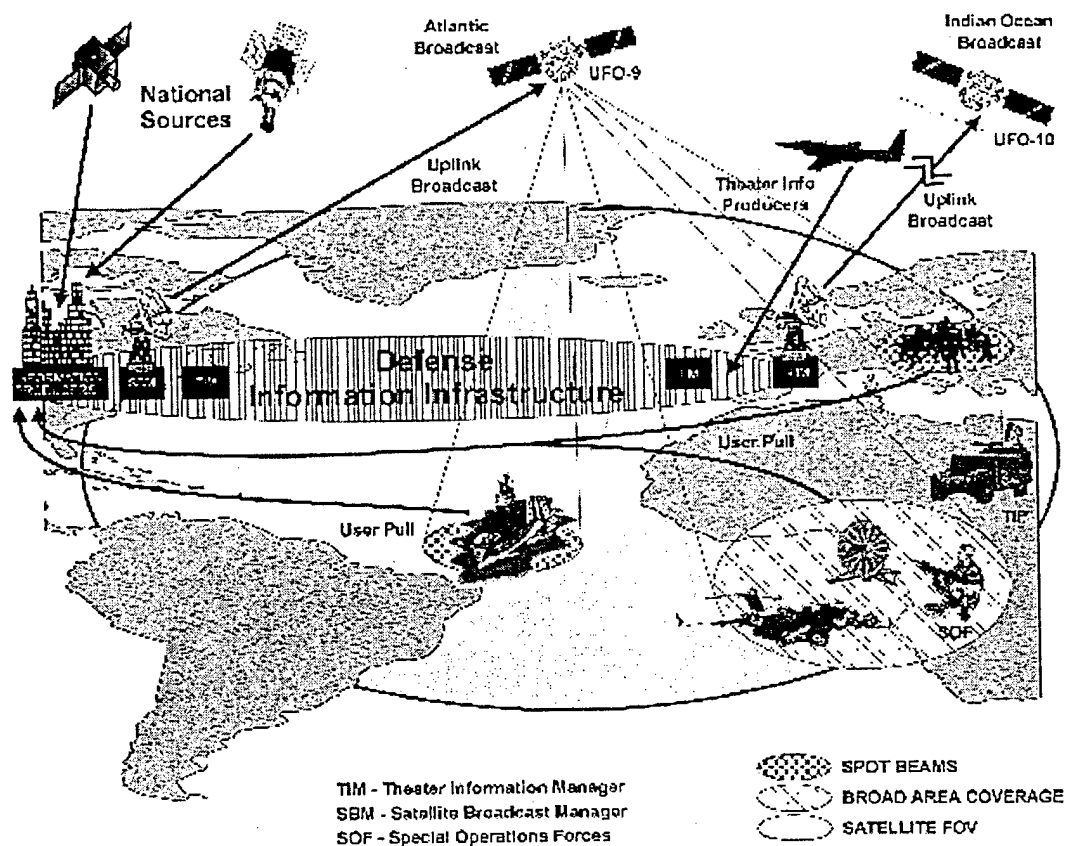 Atlantic
Broadcast
Indian Ocean
Broadcast
UFO-9
National
Sources
UFO-10
Uplink
Broadcast
Theater Info
Producers
Uplink
Broadcast
Defense
Information Infrastructure
TIM
User Pull
User Pull
TIP
SOF
SPOT BEAMS
TIM - Theater Information Manager
BROAD AREA COVERAGE
SBM - Satellite Broadcast Manager
SATELLITE FOV
SOF - Special Operations Forces